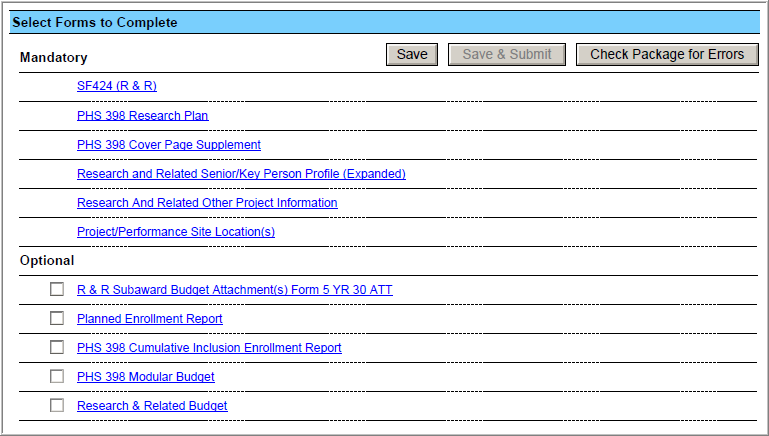 Select Forms to Complete
Mandatory
Save
Save & Submit
Check Package for Errors
SF424 (R & R)
PHS 398 Research Plan
PHS 398 Cover Page Supplement
Research and Related Senior/Key Person Profile (Expanded)
Research And Related Other Project Information
Project/Performance Site Location(s)
Optional
R & R Subaward Budget Attachment(s) Form 5 YR 30 ATT
Planned Enrollment Report
PHS 398 Cumulative Inclusion Enrollment Report
PHS 398 Modular Budget
Research & Related Budget